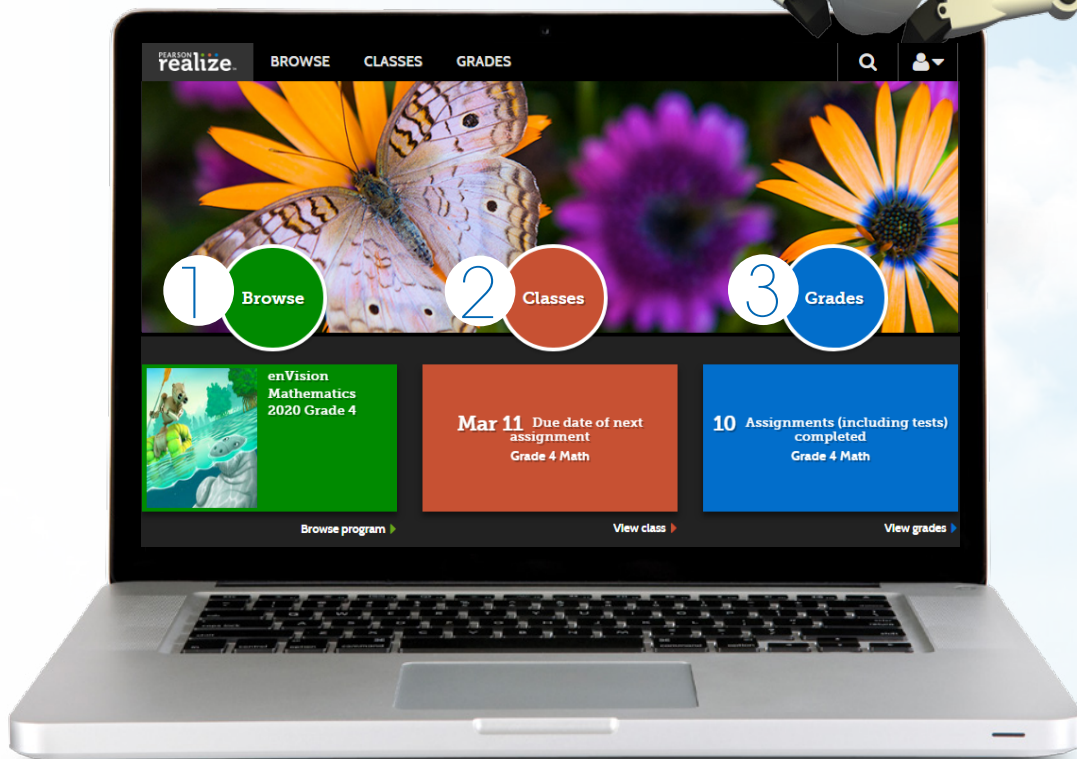 PEARSON
realize™
BROWSE
CLASSES
GRADES
1
Browse
2
Classes
3
Grades
enVision
Mathematics
2020 Grade 4
Mar 11 Due date of next
assignment
Grade 4 Math
10 Assignments (including tests)
completed
Grade 4 Math
Browse program
View class
View grades